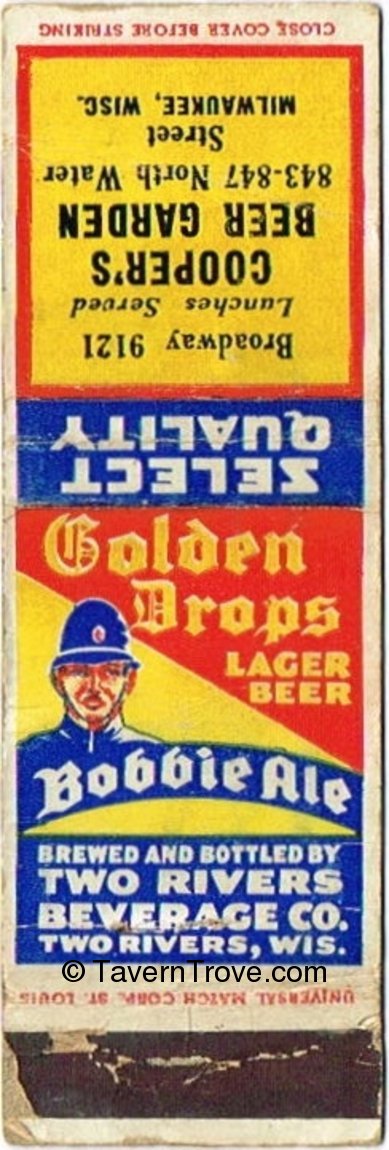 CLOSE COVER BEFORE STRIKING
Broadway 9121
Lunches Served
COOPER'S
BEER GARDEN
843-847 North Water
Street
MILWAUKEE, WISC.
SELECT
QUALITY
Golden
Drops
LAGER
BEER
Bobbie Ale
BREWED AND BOTTLED BY
TWO RIVERS
BEVERAGE CO.
TWO RIVERS, WIS.
© TavernTrove.com
UNIVERSAL MATCH CORP. ST. LOUIS